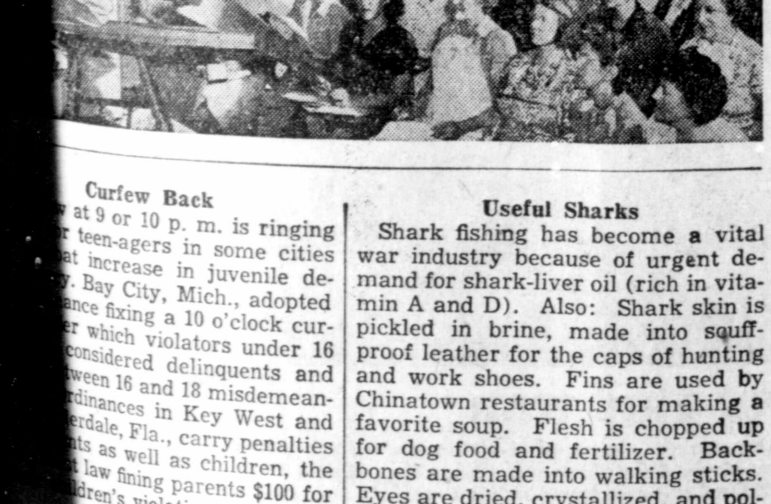 Curfew Back
at 9 or 10 p. m. is ringing
teen-agers in some cities
increase in juvenile de-
Bay City, Mich., adopted
fixing a 10 o'clock cur-
which violators under 16
considered delinquents and
16 and 18 misdemean-
in Key West and
Fla., carry penalties
as well as children, the
law fining parents $100 for
Useful Sharks
Shark fishing has become a vital
war industry because of urgent de-
mand for shark-liver oil (rich in vita-
min A and D). Also: Shark skin is
pickled in brine, made into scuff-
proof leather for the caps of hunting
and work shoes. Fins are used by
Chinatown restaurants for making a
favorite soup. Flesh is chopped up
for dog food and fertilizer. Back-
bones are made into walking sticks.
Eyes are dried, crystallized, and pol-